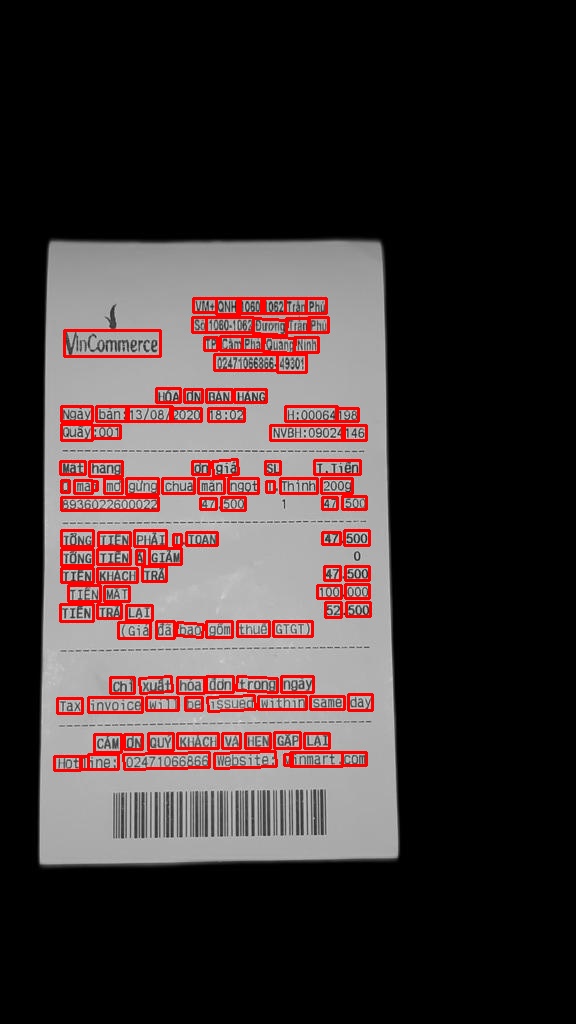 VinCommerce
VM+ QNH 1060-1062 Trần Phú
Số 1060-1062 Đường Trần Phú
TP. Cẩm Phả, Quảng Ninh
02471066866-49301
HÓA ĐƠN BÁN HÀNG
Ngày bán:13/08/2020 18:02 H:00064198
Quầy:001 NVBH:09024146
Mặt hàng Đơn giá SL T.Tiền
mai mơ gừng chua mặn ngọt T.Thịnh 200g
8936022600022 47.500 1 47.500
TỔNG TIỀN PHẢI T.TOÁN 47.500
TỔNG TIỀN ĐÃ GIẢM 0
TIỀN KHÁCH TRẢ 47.500
TIỀN MẶT 100.000
TIỀN TRẢ LẠI 52.500
(Giá đã bao gồm thuế GTGT)
Chỉ xuất hóa đơn trong ngày
Tax invoice will be issued within same day
CẢM ƠN QUÝ KHÁCH VÀ HẸN GẶP LẠI
Hotline: 02471066866 Website: vinmart.com